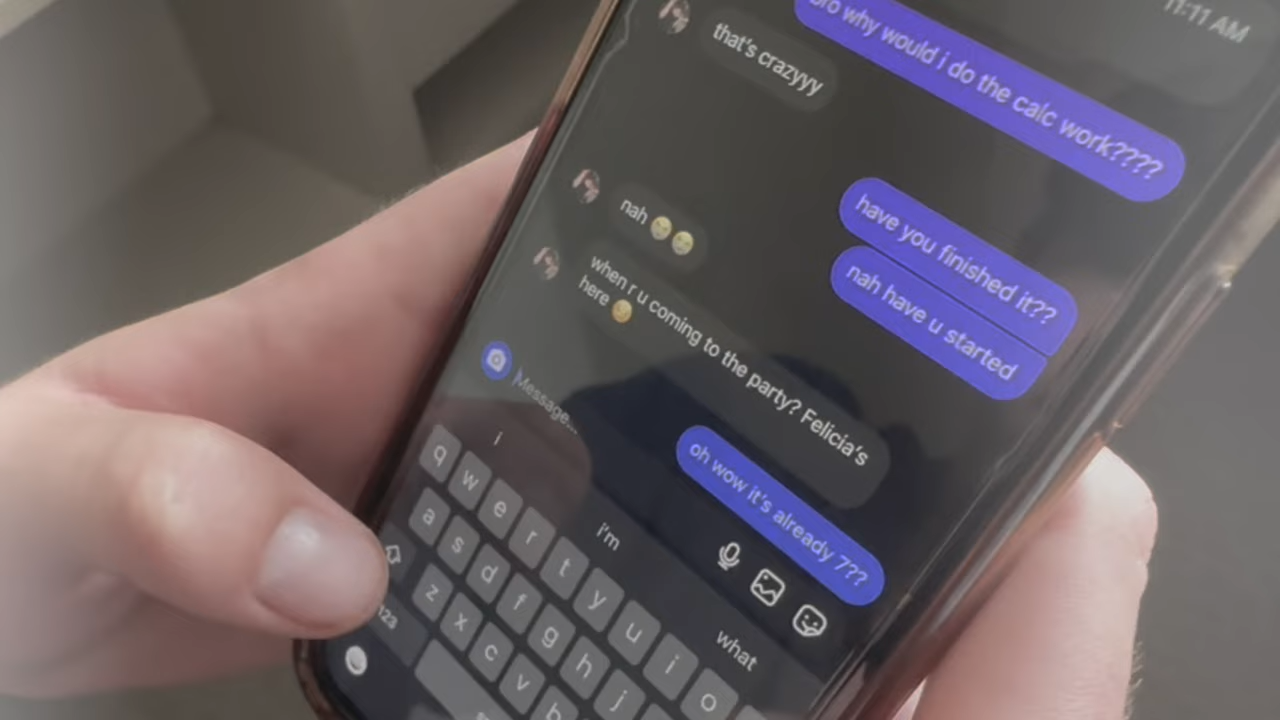 11:11 AM
bro why would i do the calc work????
that's crazyyy
have you finished it??
nah have u started
nah 😂😂
when r u coming to the party? Felicia's
here 😏
oh wow it's already 7??
Message...
i
i'm
what
q w e r t y u i o
a s d f g h j
z x c v b
123